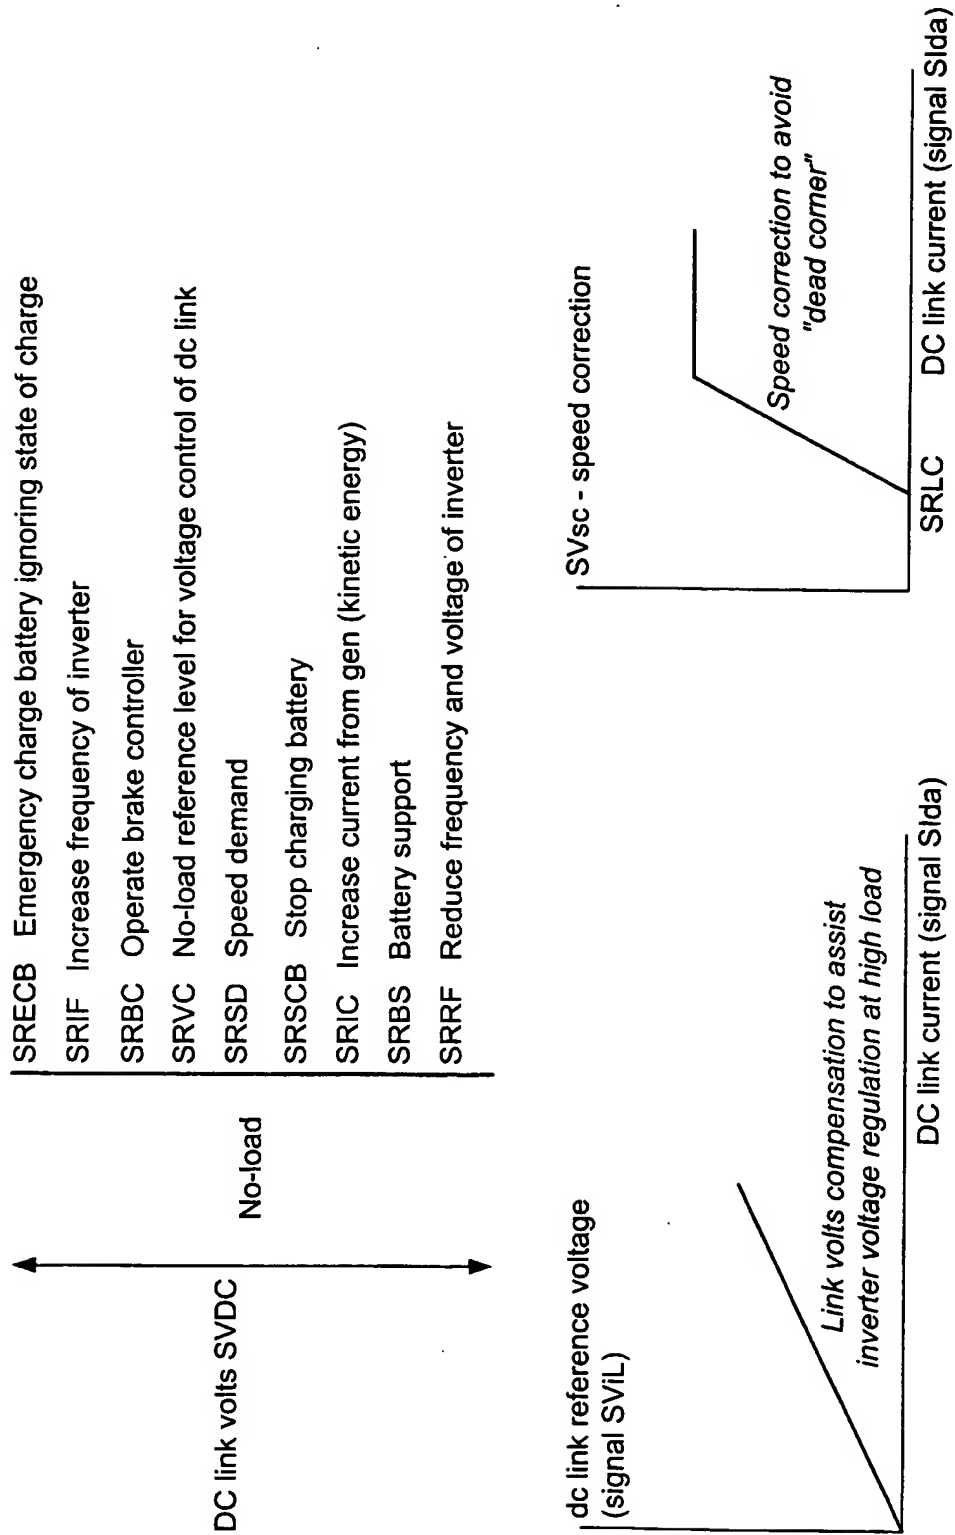 SRECB Emergency charge battery ignoring state of charge
SRIF Increase frequency of inverter
SRBC Operate brake controller
SRVC No-load reference level for voltage control of dc link
SRSD Speed demand
SRSCB Stop charging battery
SRIC Increase current from gen (kinetic energy)
SRBS Battery support
SRRF Reduce frequency and voltage of inverter
DC link volts SVDC
No-load
dc link reference voltage
(signal SViL)
Link volts compensation to assist
inverter voltage regulation at high load
DC link current (signal SIda)
SVsc - speed correction
Speed correction to avoid
"dead corner"
SRLC
DC link current (signal SIda)